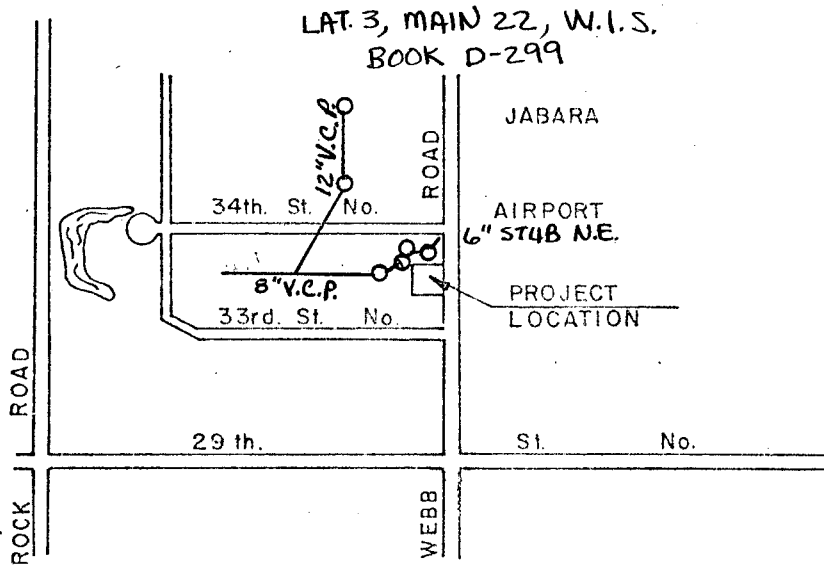 LAT. 3, MAIN 22, W.I.S.
BOOK D-299
JABARA
12" V.C.P.
ROAD
34th. St. No.
AIRPORT
6" ST4B N.E.
8" V.C.P.
PROJECT
LOCATION
33rd. St. No.
ROAD
29 th. St. No.
ROCK
WEBB